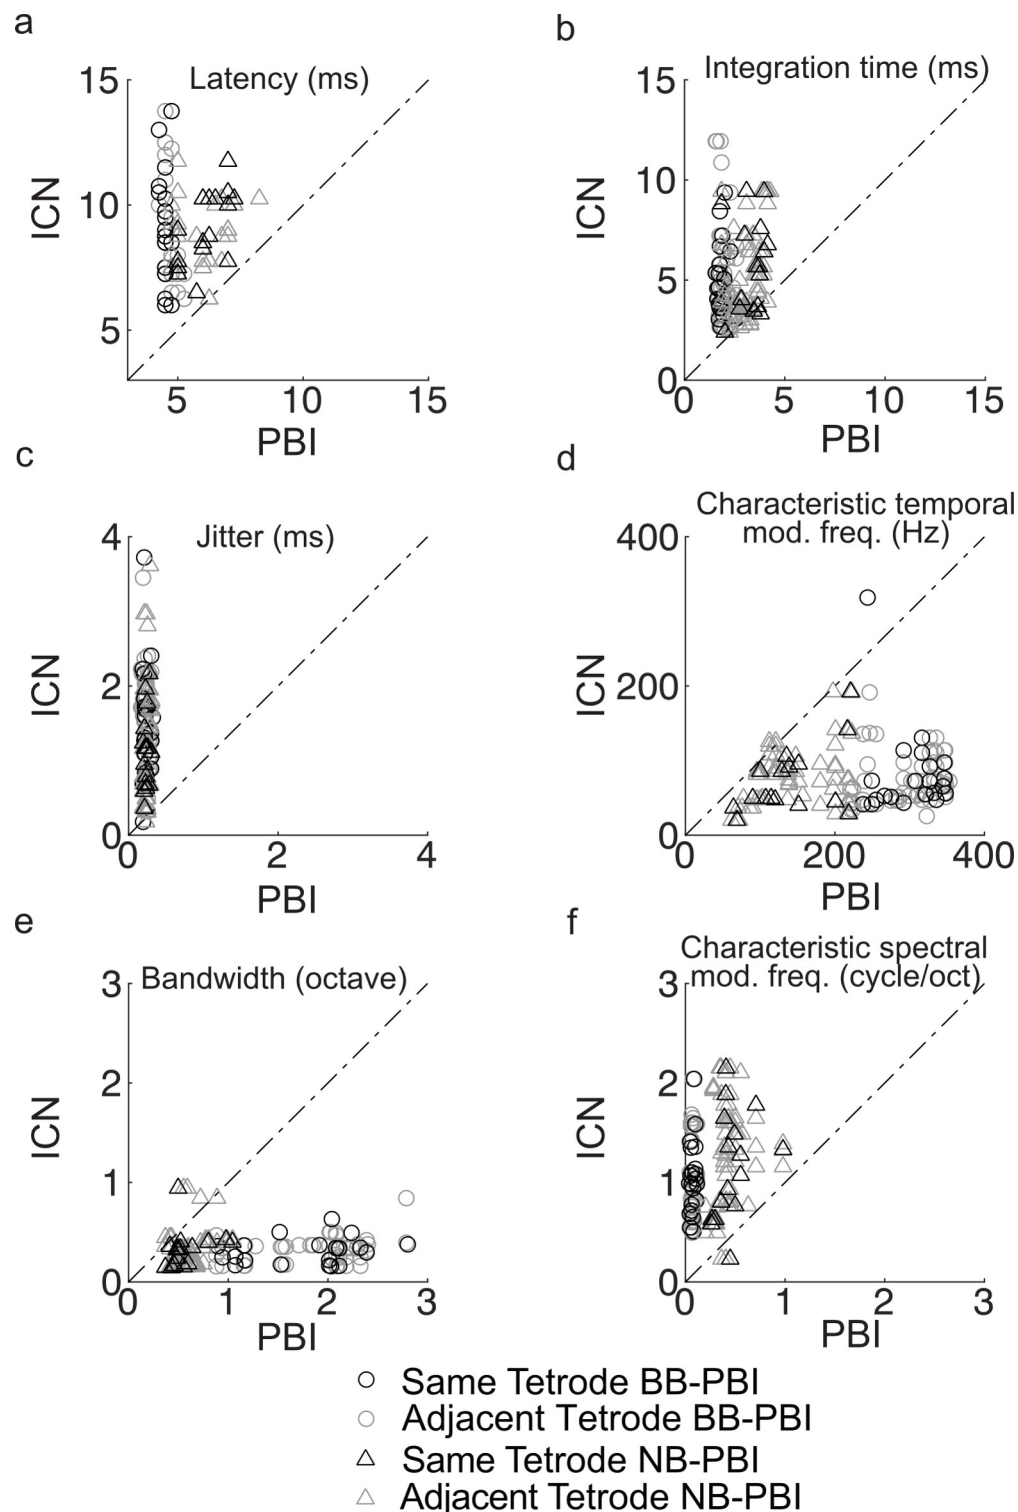 a
Latency (ms)
15
10
5
ICN
5
10
15
PBI
b
Integration time (ms)
15
10
5
0
ICN
0
5
10
15
PBI
c
Jitter (ms)
4
2
0
ICN
0
2
4
PBI
d
Characteristic temporal
mod. freq. (Hz)
400
200
0
ICN
0
200
400
PBI
e
Bandwidth (octave)
3
2
1
0
ICN
0
1
2
3
PBI
f
Characteristic spectral
mod. freq. (cycle/oct)
3
2
1
0
ICN
0
1
2
3
PBI
Same Tetrode BB-PBI
Adjacent Tetrode BB-PBI
Same Tetrode NB-PBI
Adjacent Tetrode NB-PBI